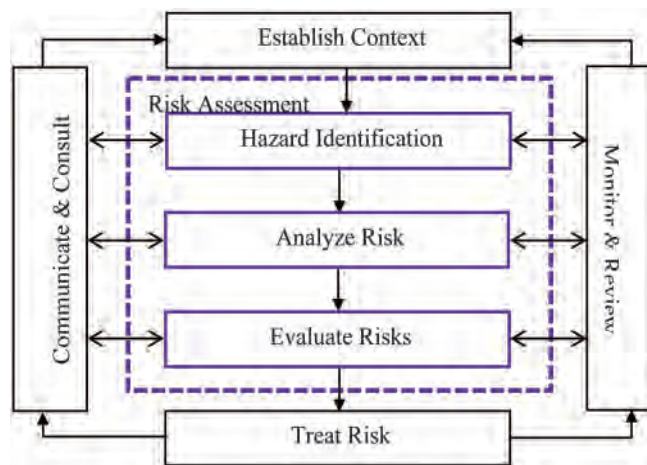 Establish Context
Risk Assessment
Hazard Identification
Analyze Risk
Evaluate Risks
Treat Risk
Communicate & Consult
Monitor & Review